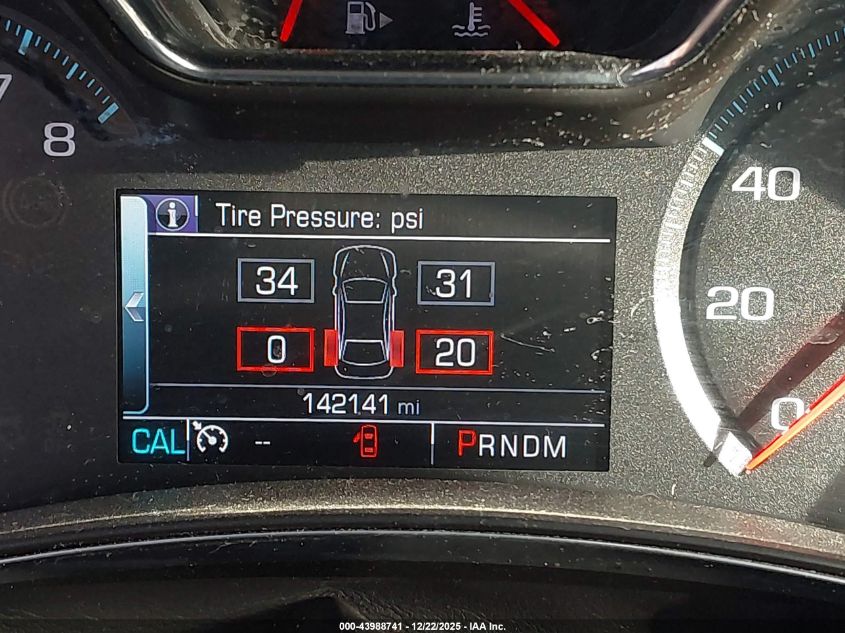 7
8
40
20
0
Tire Pressure: psi
34 31
0 20
142141 mi
CAL -- PRNDM
000-43988741 - 12/22/2025 - IAA Inc.